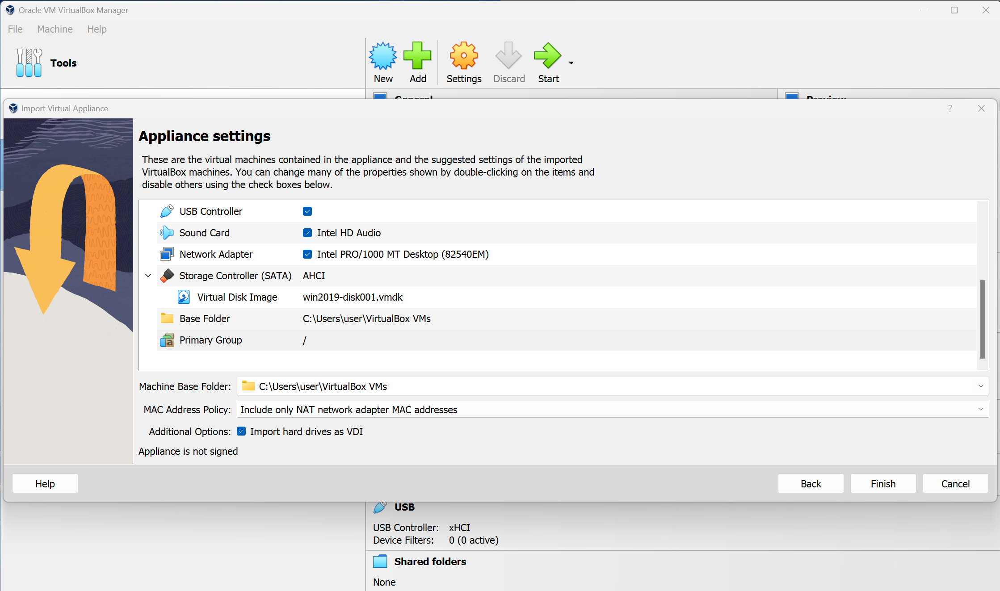 Oracle VM VirtualBox Manager
File Machine Help
Tools
New Add Settings Discard Start
General Preview
Import Virtual Appliance ?
Appliance settings
These are the virtual machines contained in the appliance and the suggested settings of the imported
VirtualBox machines. You can change many of the properties shown by double-clicking on the items and
disable others using the check boxes below.
USB Controller
Sound Card Intel HD Audio
Network Adapter Intel PRO/1000 MT Desktop (82540EM)
Storage Controller (SATA) AHCI
Virtual Disk Image win2019-disk001.vmdk
Base Folder C:\Users\user\VirtualBox VMs
Primary Group /
Machine Base Folder: C:\Users\user\VirtualBox VMs
MAC Address Policy: Include only NAT network adapter MAC addresses
Additional Options: Import hard drives as VDI
Appliance is not signed
Help Back Finish Cancel
USB
USB Controller: xHCI
Device Filters: 0 (0 active)
Shared folders
None